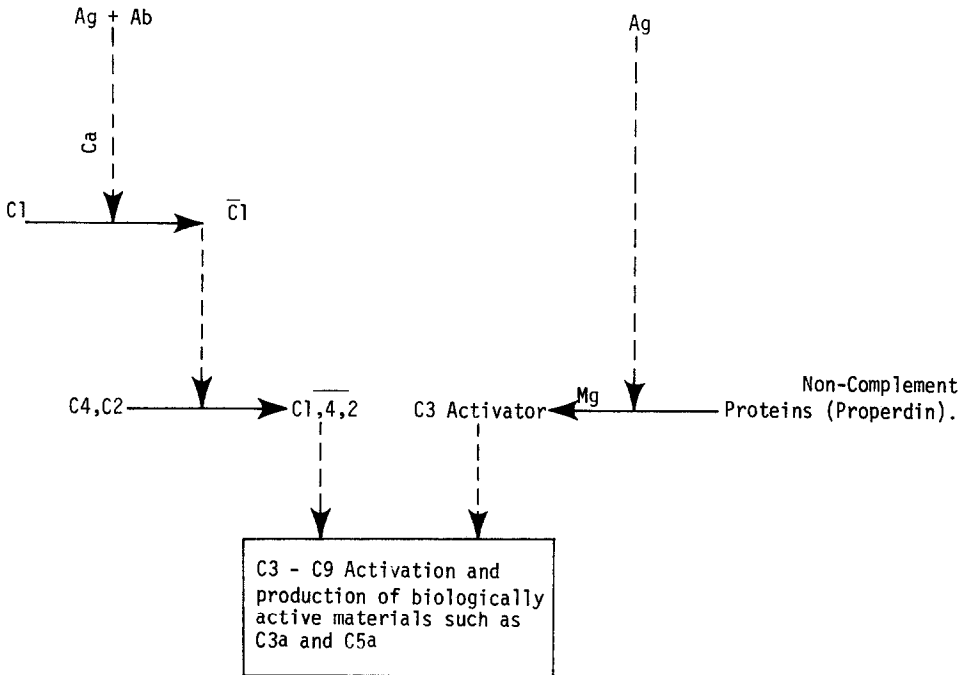 Ag + Ab
Ag
Ca
C1
C̅1
C4,C2
C1,̅4̅,̅2̅
C3 Activator
Mg
Non-Complement
Proteins (Properdin).
C3 - C9 Activation and
production of biologically
active materials such as
C3a and C5a